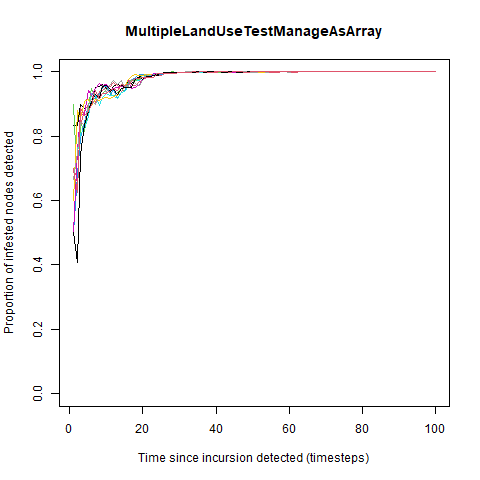 MultipleLandUseTestManageAsArray
Proportion of infested nodes detected
1.0
0.8
0.6
0.4
0.2
0.0
0 20 40 60 80 100
Time since incursion detected (timesteps)